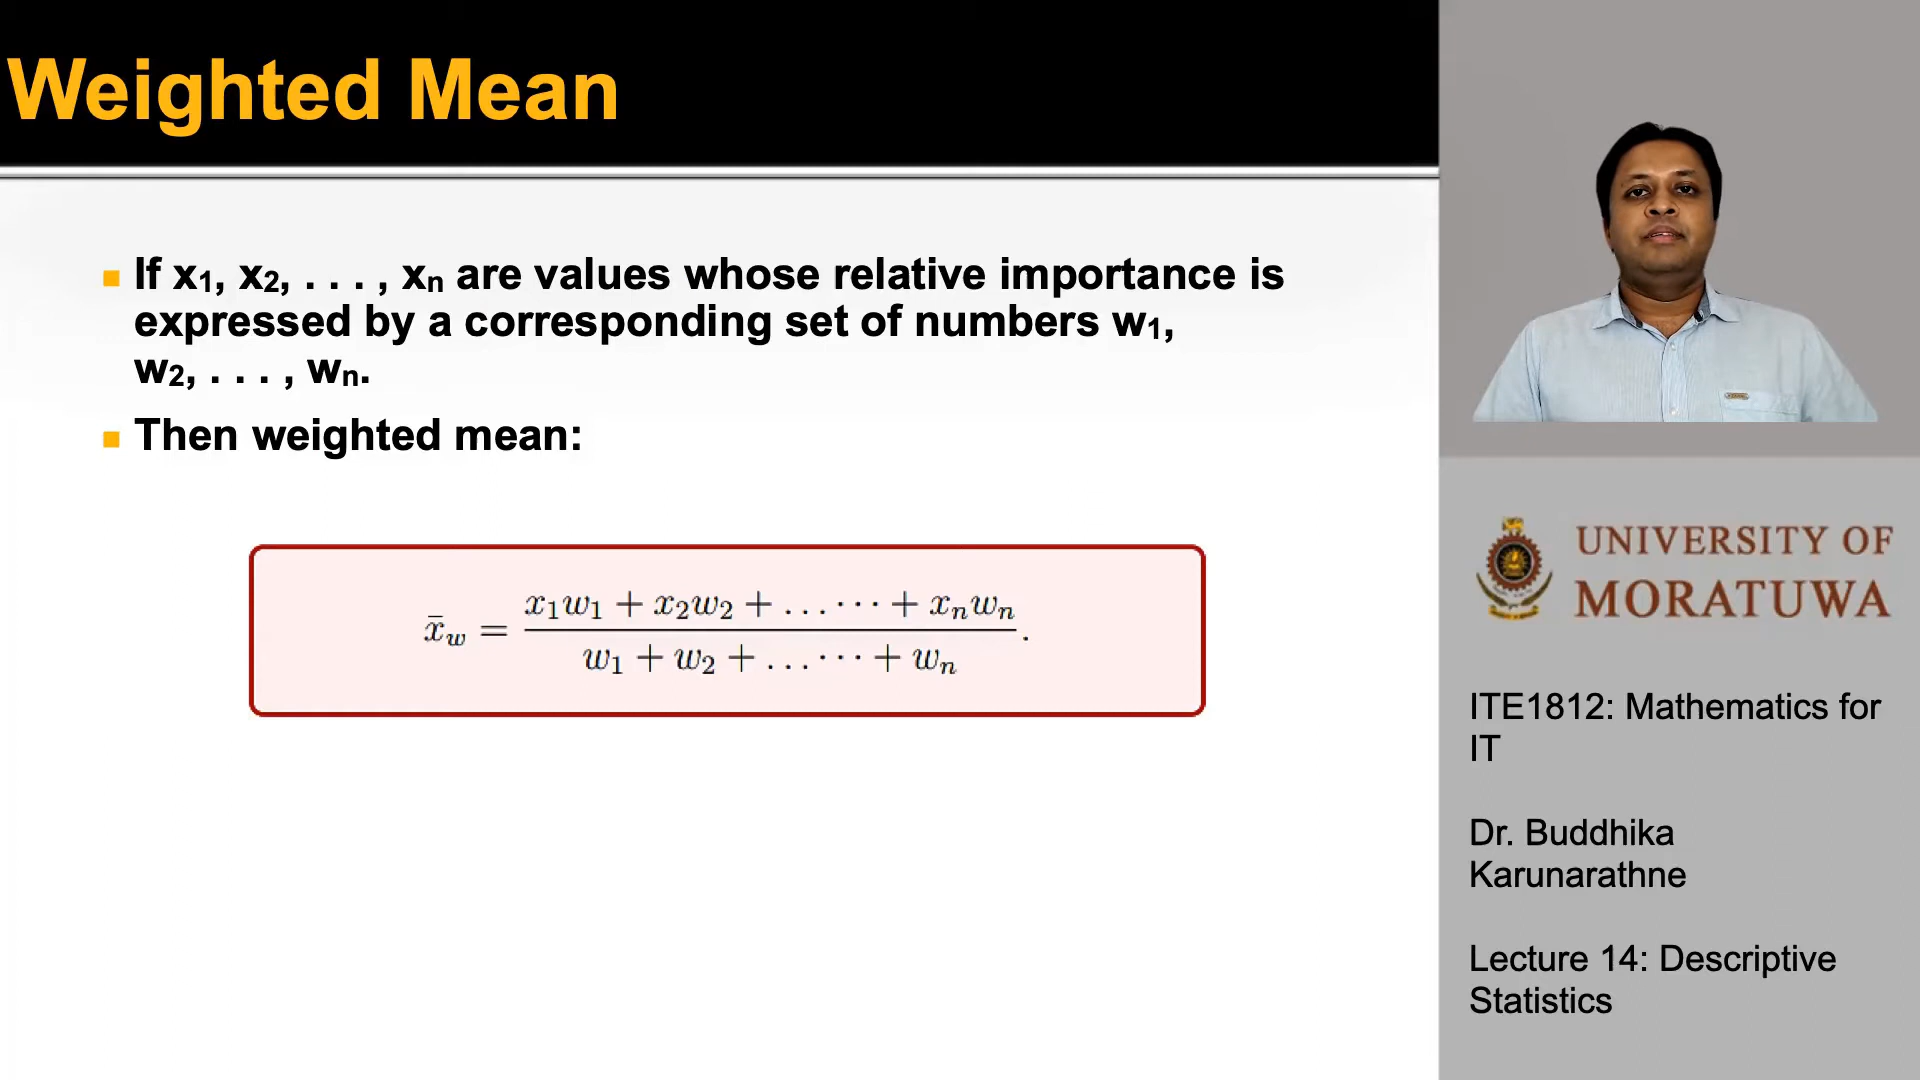 Weighted Mean
If x1, x2, . . . , xn are values whose relative importance is
expressed by a corresponding set of numbers w1,
w2, . . . , wn.
Then weighted mean:
x̄w = (x1w1 + x2w2 + . . . · · · + xnwn) / (w1 + w2 + . . . · · · + wn).
UNIVERSITY OF
MORATUWA
ITE1812: Mathematics for
IT
Dr. Buddhika
Karunarathne
Lecture 14: Descriptive
Statistics